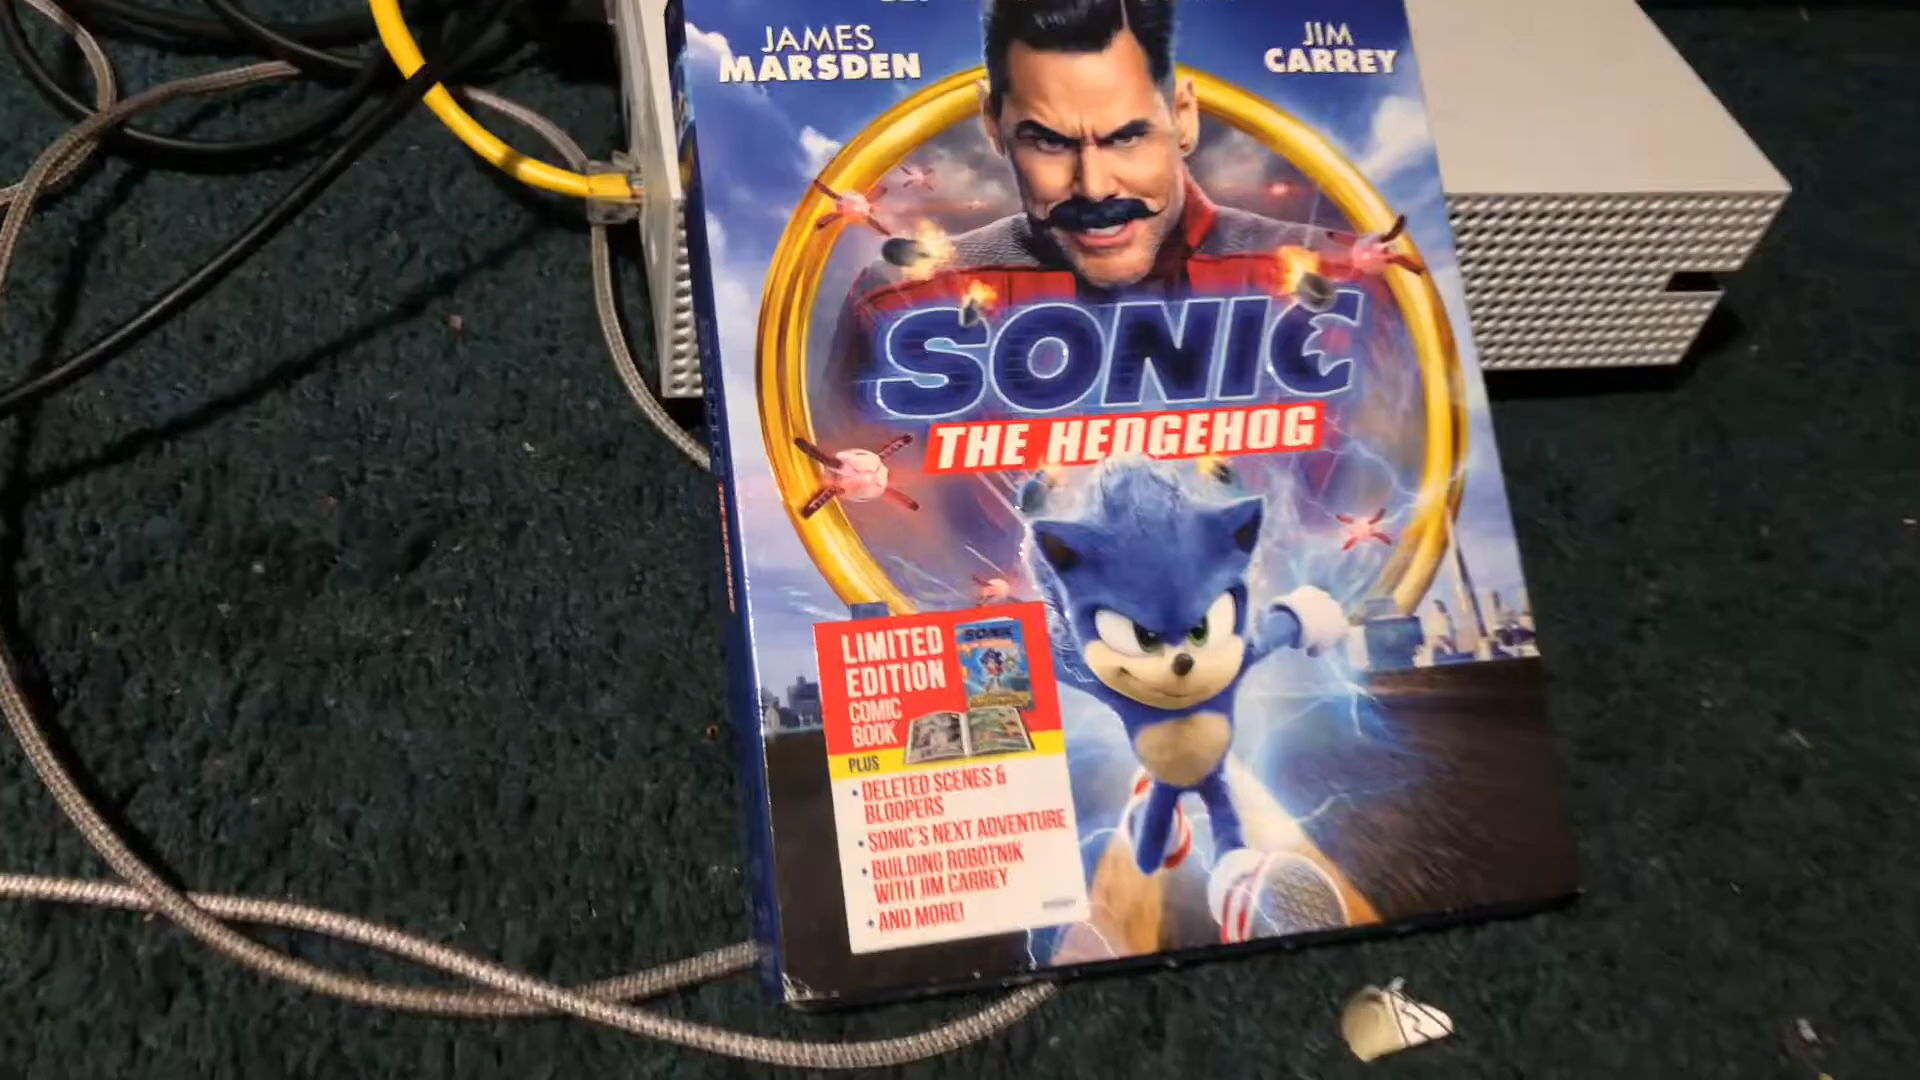 JAMES
MARSDEN
JIM
CARREY
SONIC
THE HEDGEHOG
LIMITED
EDITION
COMIC
BOOK
SONIC
PLUS
• DELETED SCENES &
BLOOPERS
• SONIC'S NEXT ADVENTURE
• BUILDING ROBOTNIK
WITH JIM CARREY
• AND MORE!